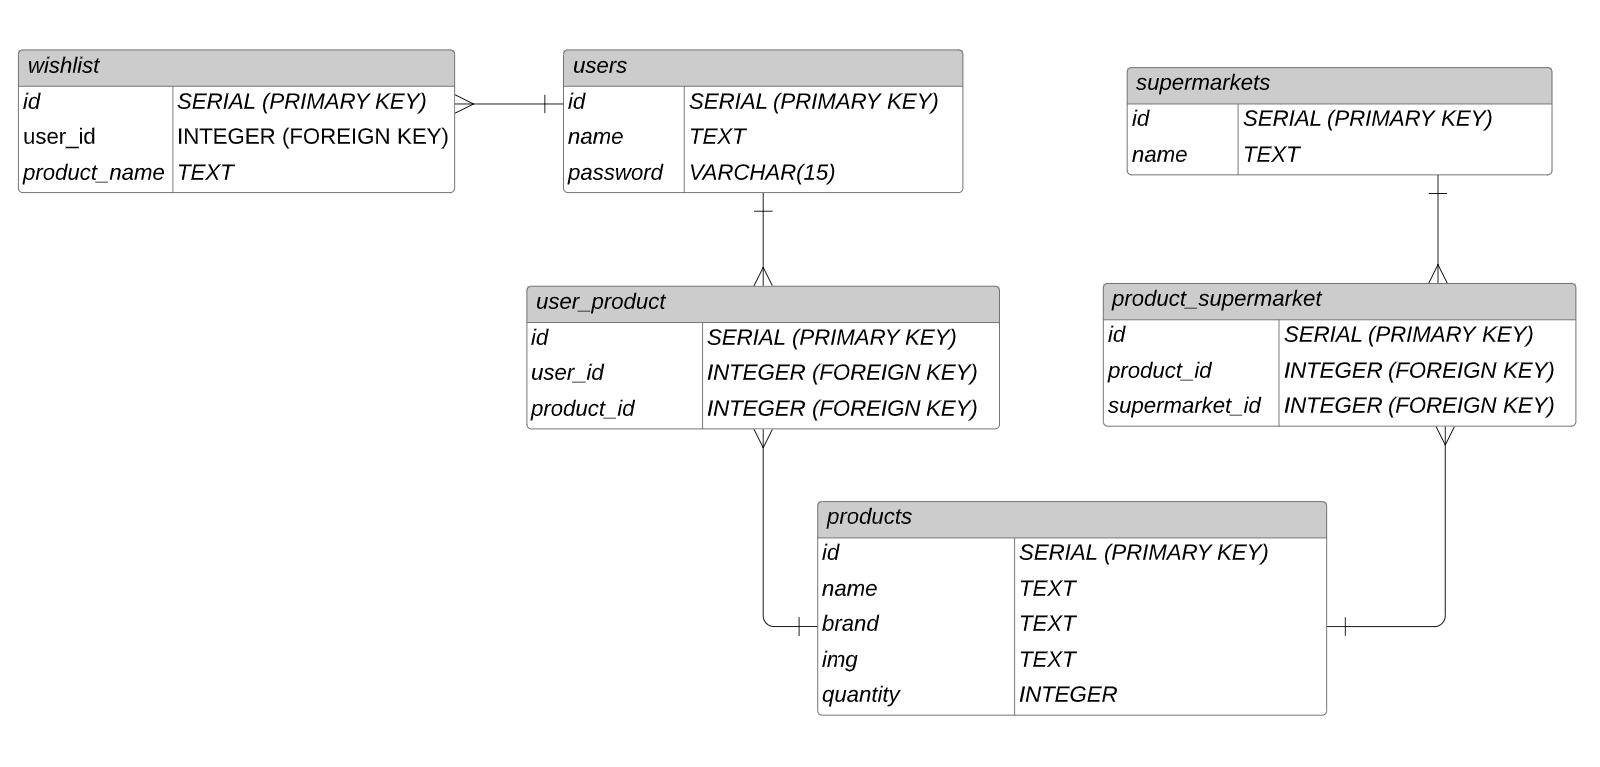 wishlist
id SERIAL (PRIMARY KEY)
user_id INTEGER (FOREIGN KEY)
product_name TEXT
users
id SERIAL (PRIMARY KEY)
name TEXT
password VARCHAR(15)
supermarkets
id SERIAL (PRIMARY KEY)
name TEXT
user_product
id SERIAL (PRIMARY KEY)
user_id INTEGER (FOREIGN KEY)
product_id INTEGER (FOREIGN KEY)
product_supermarket
id SERIAL (PRIMARY KEY)
product_id INTEGER (FOREIGN KEY)
supermarket_id INTEGER (FOREIGN KEY)
products
id SERIAL (PRIMARY KEY)
name TEXT
brand TEXT
img TEXT
quantity INTEGER